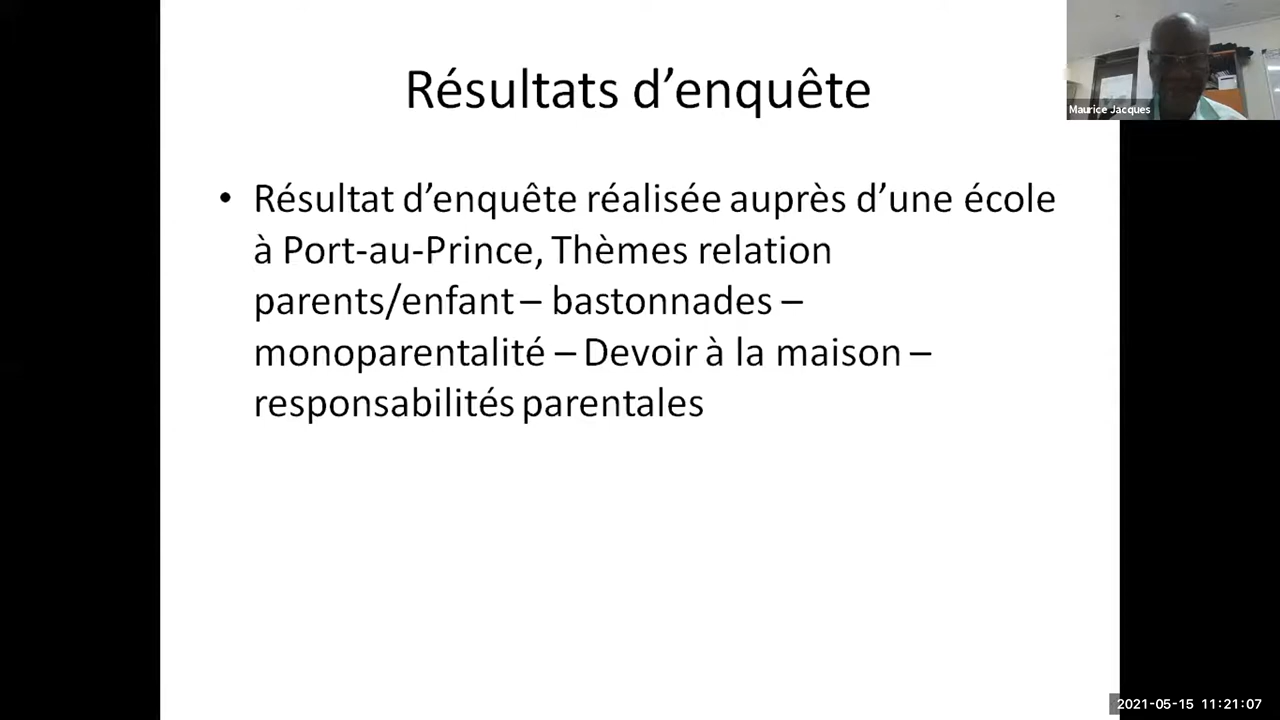 Résultats d’enquête
Maurice Jacques
• Résultat d’enquête réalisée auprès d’une école
à Port-au-Prince, Thèmes relation
parents/enfant – bastonnades –
monoparentalité – Devoir à la maison –
responsabilités parentales
2021-05-15 11:21:07